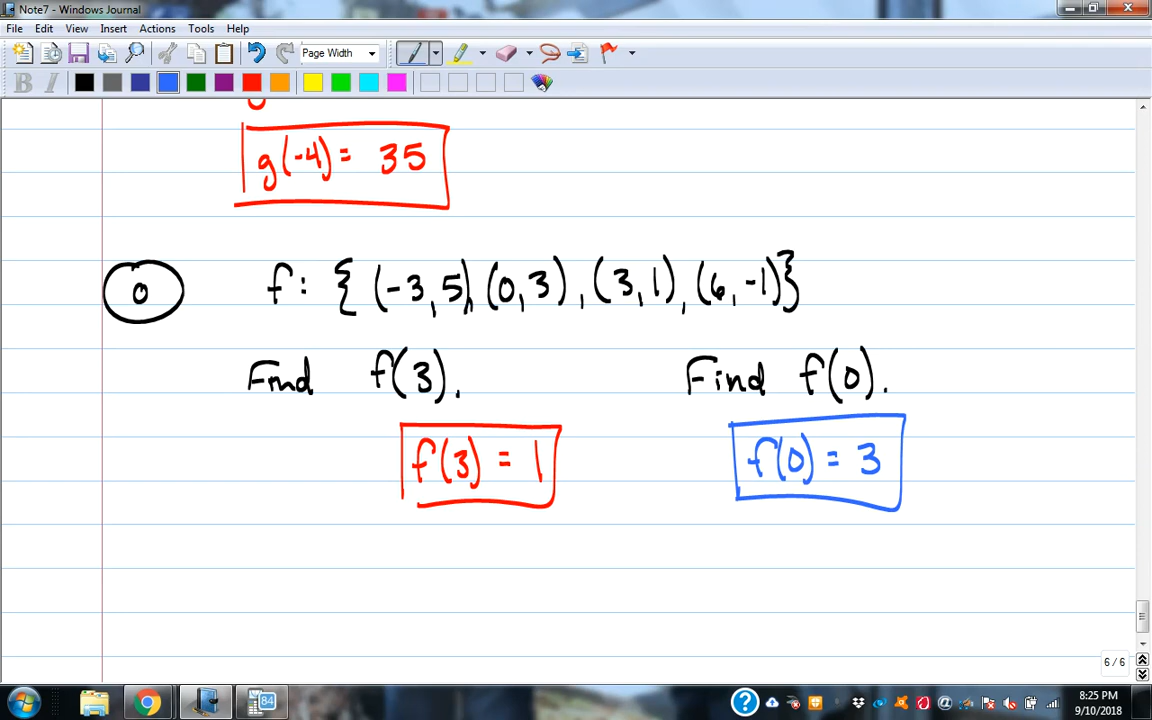 Note7 - Windows Journal
File Edit View Insert Actions Tools Help
Page Width
B I
g(-4) = 35
o f: { (-3,5), (0,3), (3,1), (6,-1)}
Find f(3). Find f(0).
f(3) = 1 f(0) = 3
6 / 6
84
8:25 PM
9/10/2018